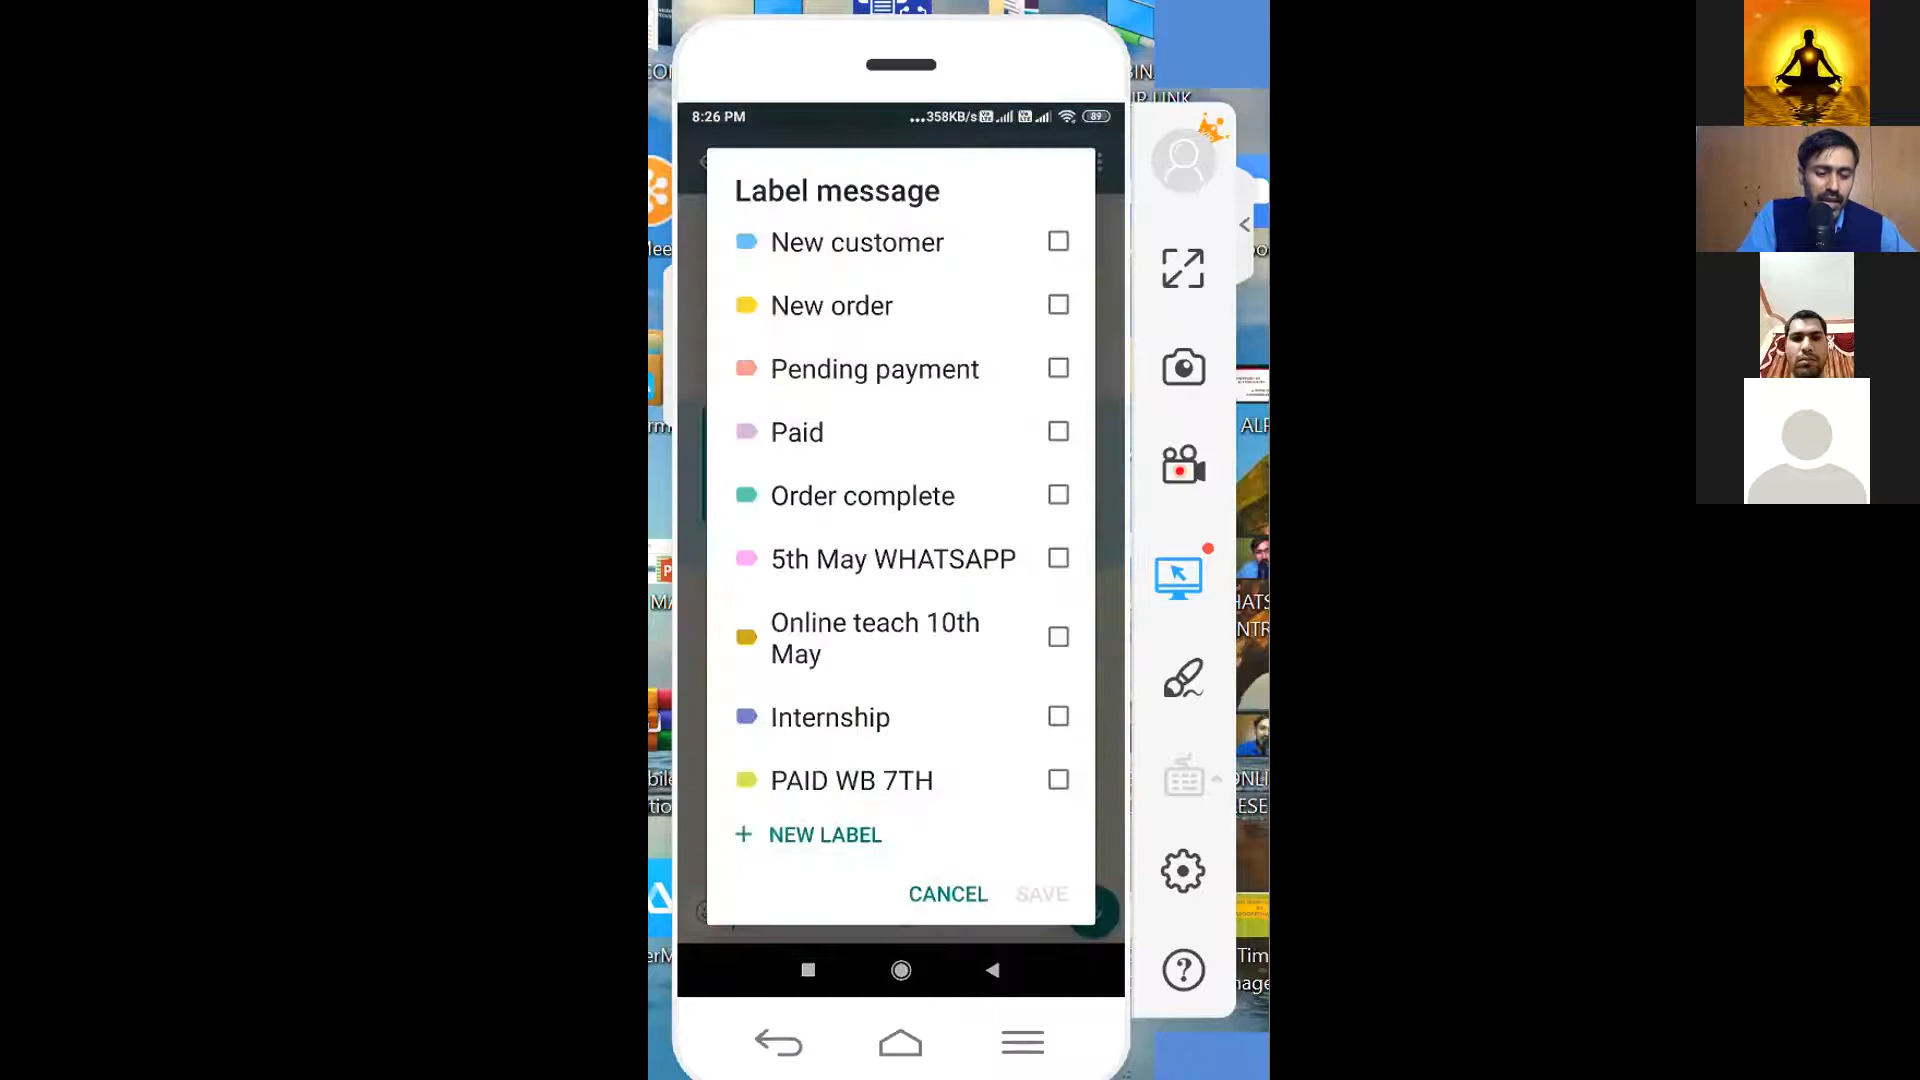 8:26 PM
...358KB/s
89
Label message
New customer
New order
Pending payment
Paid
Order complete
5th May WHATSAPP
Online teach 10th
May
Internship
PAID WB 7TH
+ NEW LABEL
CANCEL SAVE